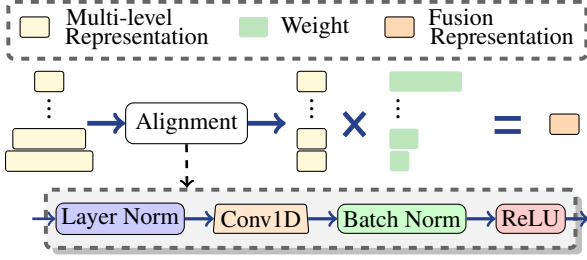 Multi-level
Representation
Weight
Fusion
Representation
Alignment
Layer Norm
Conv1D
Batch Norm
ReLU